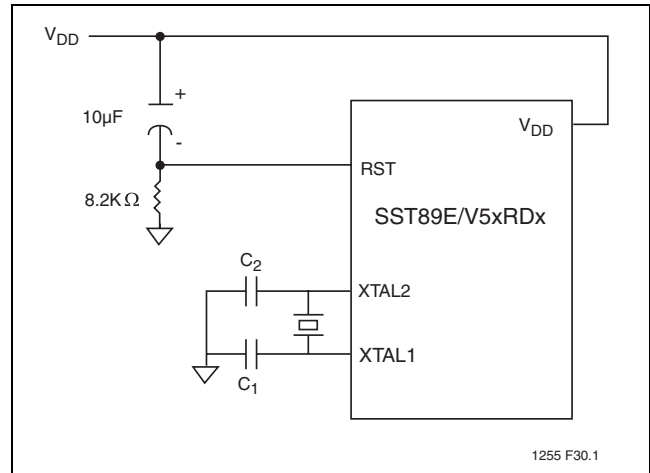 VDD
+
10µF
-
VDD
RST
8.2KΩ
SST89E/V5xRDx
C2
XTAL2
XTAL1
C1
1255 F30.1